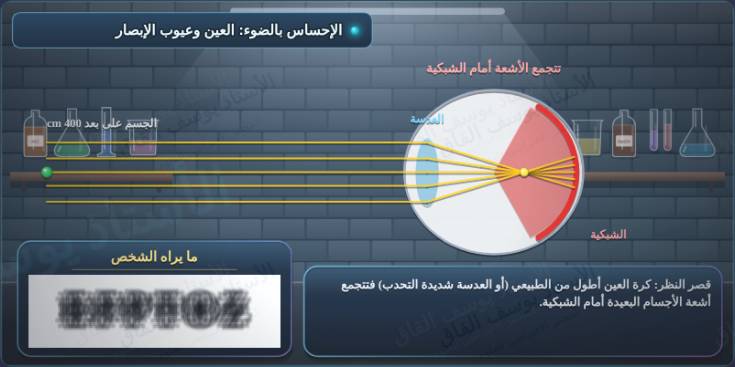 الإحساس بالضوء: العين وعيوب الإبصار
تتجمع الأشعة أمام الشبكية
العدسة
الجسم على بعد 400 cm
الشبكية
ما يراه الشخص
قصر النظر: كرة العين أطول من الطبيعي (أو العدسة شديدة التحدب) فتتجمع
أشعة الأجسام البعيدة أمام الشبكية.